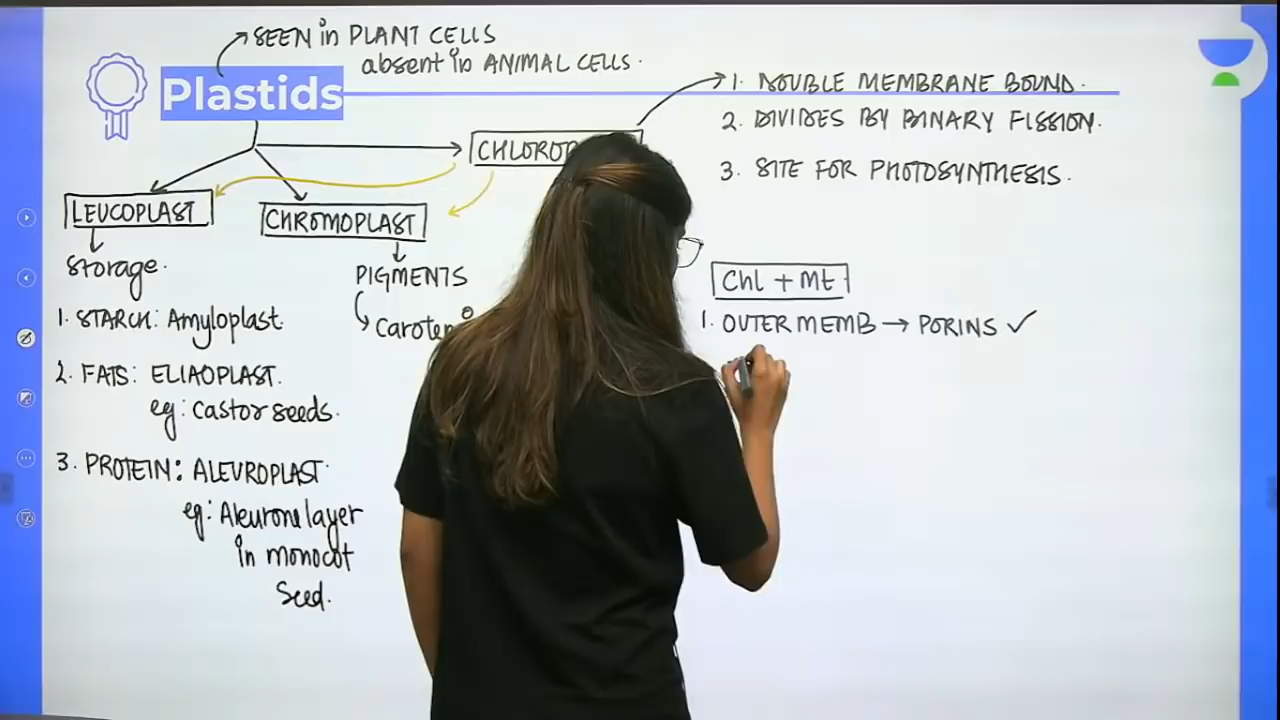 SEEN in PLANT CELLS
absent in ANIMAL CELLS.
Plastids
1. DOUBLE MEMBRANE BOUND.
2. DIVIDES BY BINARY FISSION.
3. SITE FOR PHOTOSYNTHESIS.
LEUCOPLAST
CHROMOPLAST
Storage.
PIGMENTS
1. STARCH: Amyloplast
2. FATS: ELIAOPLAST.
eg: castor seeds.
3. PROTEIN: ALEUROPLAST.
eg: Aleurone layer
in monocot
Seed.
Chl + Mt
1. OUTER MEMB → PORINS ✓